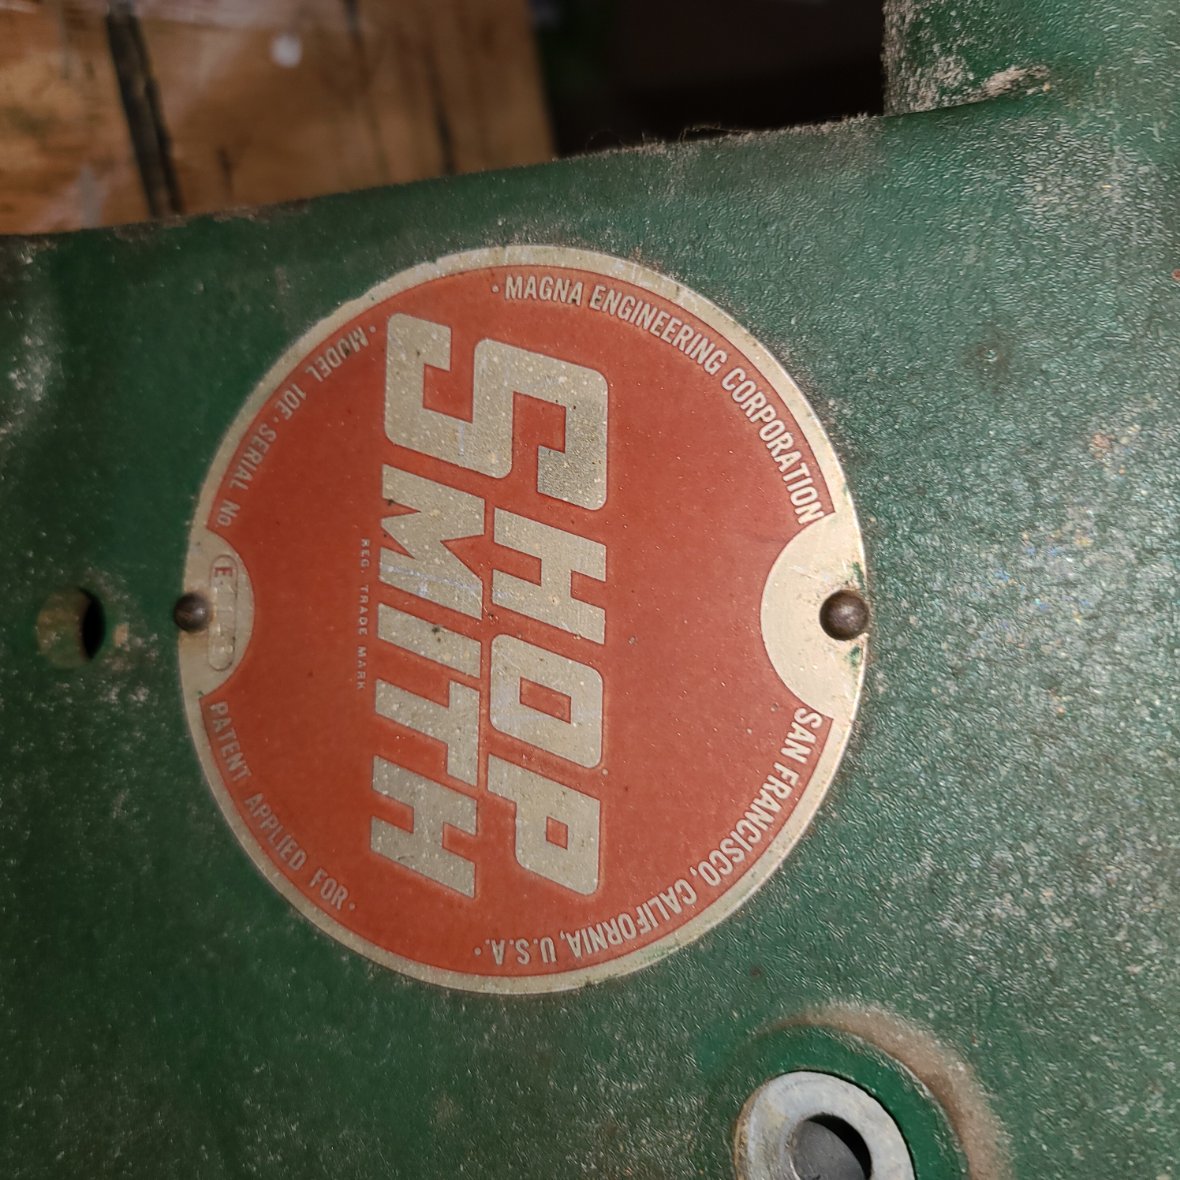 · MAGNA ENGINEERING CORPORATION
SAN FRANCISCO, CALIFORNIA, U.S.A. ·
SHOP
SMITH
REG. TRADE MARK
· MODEL 10E · SERIAL No
E
PATENT APPLIED FOR ·